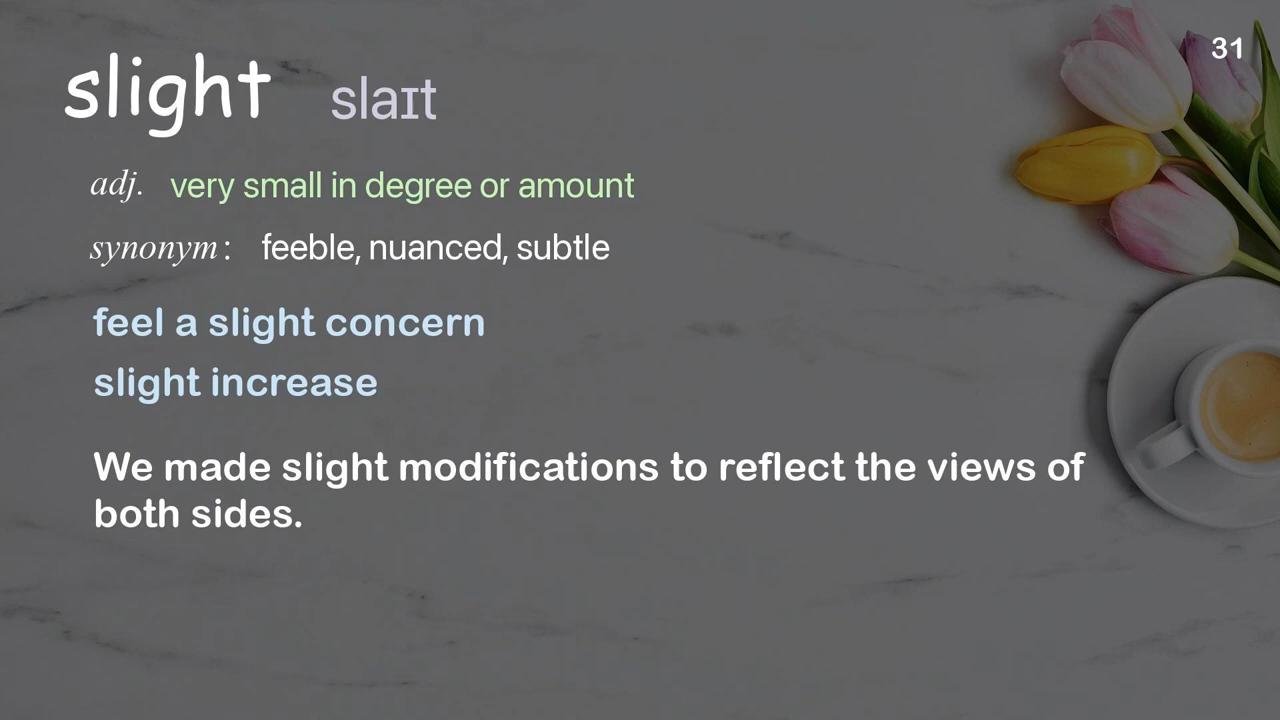 31
slight slaɪt
adj. very small in degree or amount
synonym: feeble, nuanced, subtle
feel a slight concern
slight increase
We made slight modifications to reflect the views of
both sides.